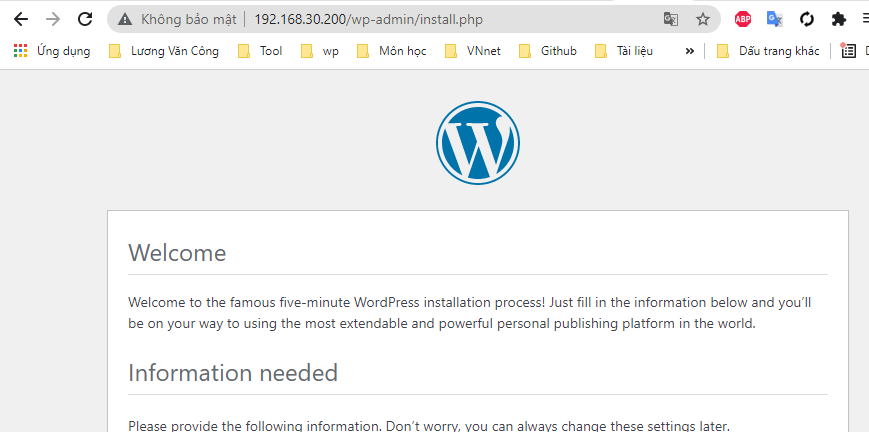 Không bảo mật 192.168.30.200/wp-admin/install.php
ABP
Ứng dụng Lương Văn Công Tool wp Môn học VNnet Github Tài liệu » Dấu trang khác
Welcome
Welcome to the famous five-minute WordPress installation process! Just fill in the information below and you’ll
be on your way to using the most extendable and powerful personal publishing platform in the world.
Information needed
Please provide the following information. Don’t worry, you can always change these settings later.